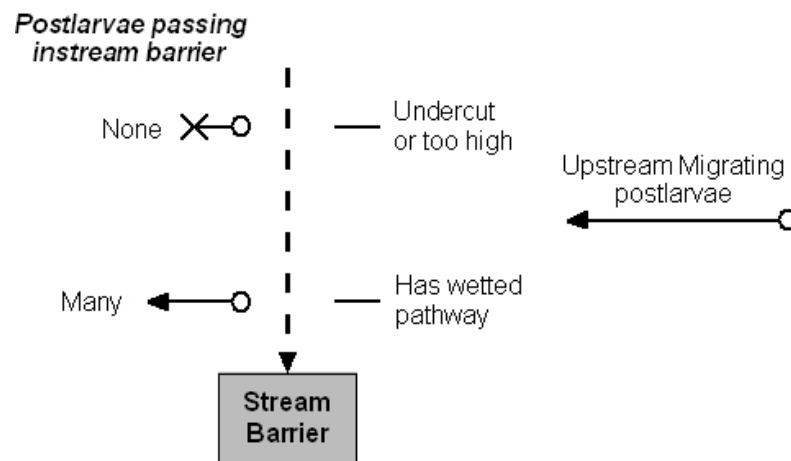 Postlarvae passing
instream barrier
None
Undercut
or too high
Upstream Migrating
postlarvae
Many
Has wetted
pathway
Stream
Barrier